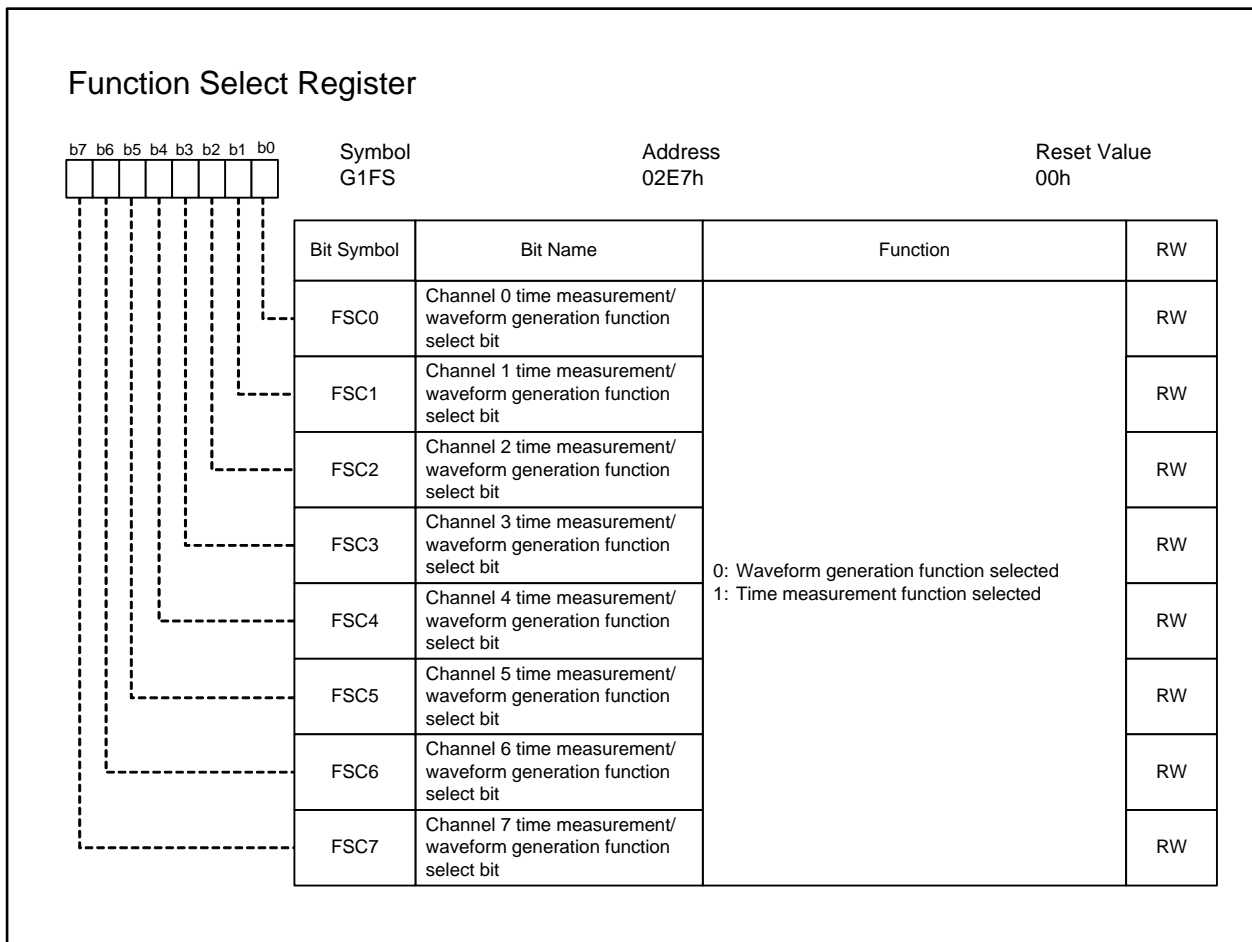 Function Select Register
b7 b6 b5 b4 b3 b2 b1 b0
Symbol Address Reset Value
G1FS 02E7h 00h
Bit Symbol Bit Name Function RW
FSC0 Channel 0 time measurement/
waveform generation function
select bit RW
FSC1 Channel 1 time measurement/
waveform generation function
select bit RW
FSC2 Channel 2 time measurement/
waveform generation function
select bit RW
FSC3 Channel 3 time measurement/
waveform generation function
select bit RW
0: Waveform generation function selected
1: Time measurement function selected
FSC4 Channel 4 time measurement/
waveform generation function
select bit RW
FSC5 Channel 5 time measurement/
waveform generation function
select bit RW
FSC6 Channel 6 time measurement/
waveform generation function
select bit RW
FSC7 Channel 7 time measurement/
waveform generation function
select bit RW